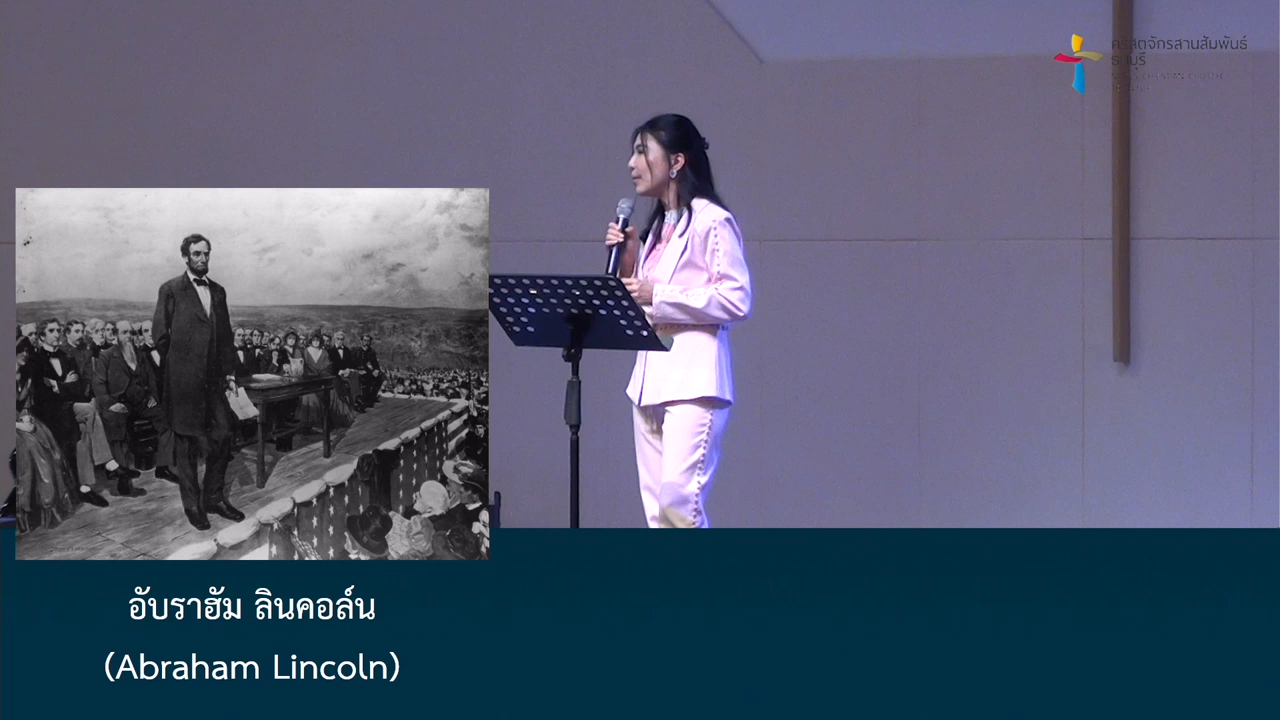 คริสตจักรสานสัมพันธ์
ธนบุรี
อับราฮัม ลินคอล์น
(Abraham Lincoln)